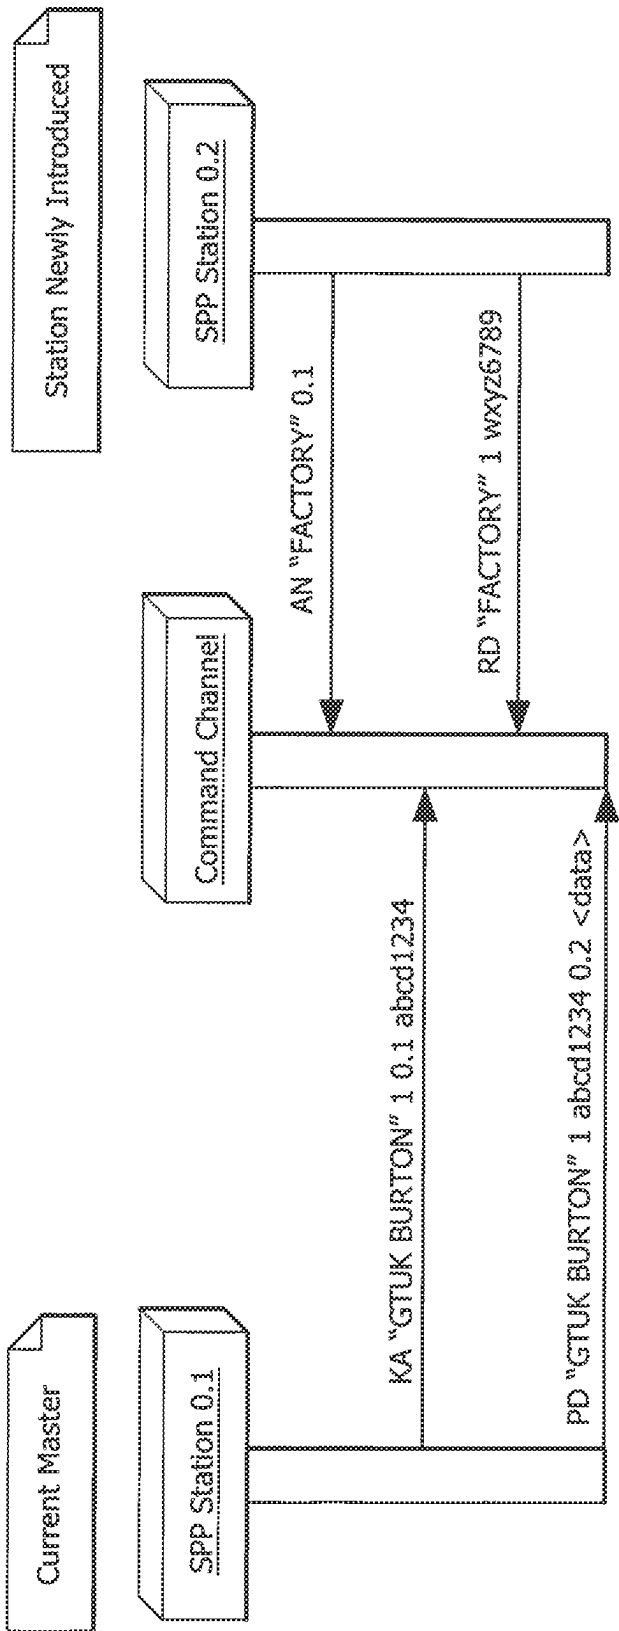 Current Master
Station Newly Introduced
SPP Station 0.1
Command Channel
SPP Station 0.2
AN “FACTORY” 0.1
KA “GTUK BURTON” 1 0.1 abcd1234
RD “FACTORY” 1 wxyz6789
PD “GTUK BURTON” 1 abcd1234 0.2 <data>